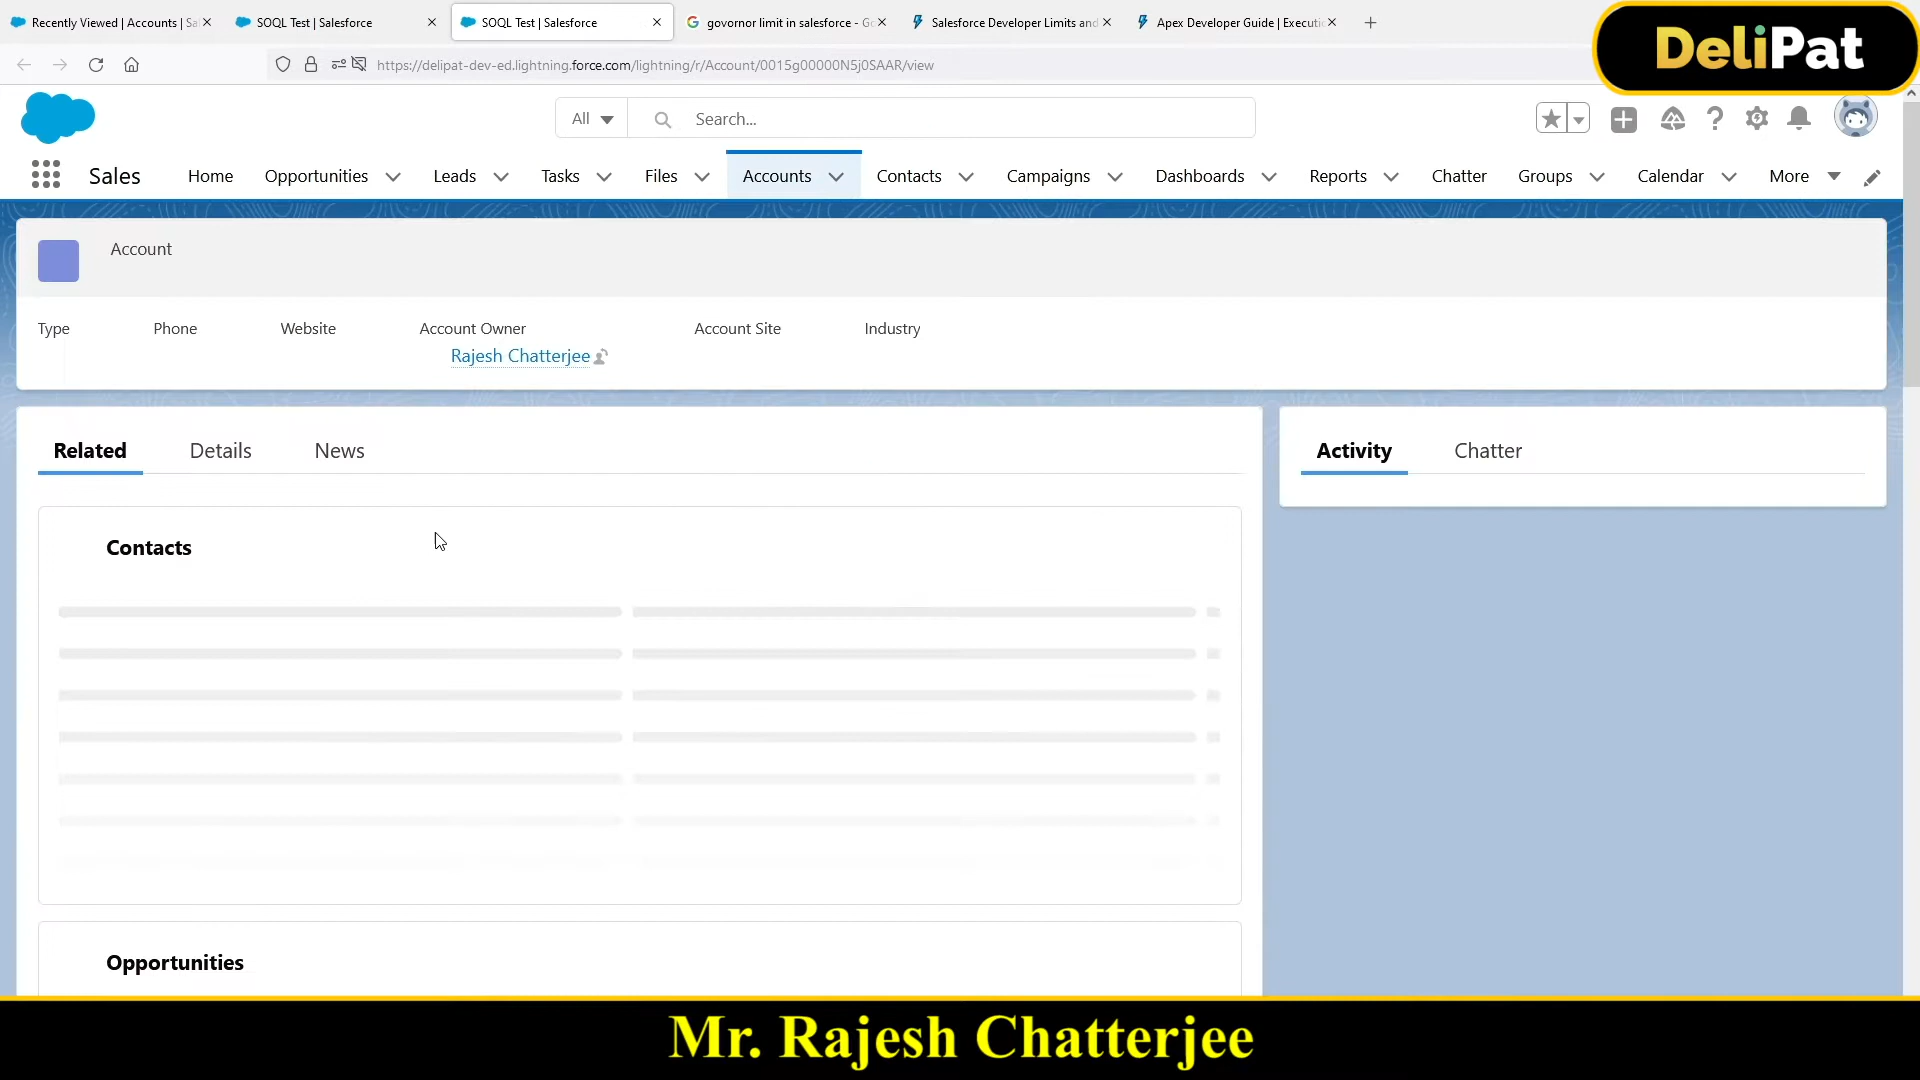 Recently Viewed | Accounts | Sa
SOQL Test | Salesforce
SOQL Test | Salesforce
govornor limit in salesforce - Go
Salesforce Developer Limits and
Apex Developer Guide | Executi
https://delipat-dev-ed.lightning.force.com/lightning/r/Account/0015g00000N5j0SAAR/view
DeliPat
All
Search...
Sales
Home
Opportunities
Leads
Tasks
Files
Accounts
Contacts
Campaigns
Dashboards
Reports
Chatter
Groups
Calendar
More
Account
Type
Phone
Website
Account Owner
Account Site
Industry
Rajesh Chatterjee
Related
Details
News
Activity
Chatter
Contacts
Opportunities
Mr. Rajesh Chatterjee